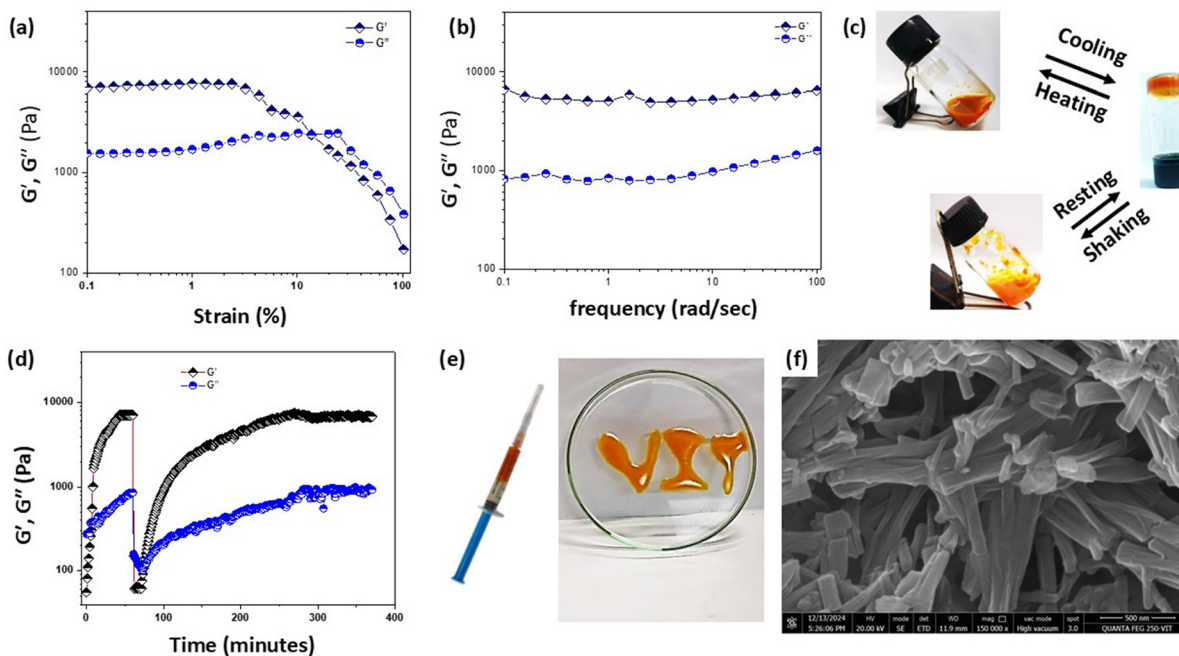 (a)
G'
G''
10000
1000
100
G′, G″ (Pa)
0.1
1
10
100
Strain (%)
(b)
G`
G``
10000
1000
100
G′, G″ (Pa)
0.1
1
10
100
frequency (rad/sec)
(c)
Cooling
Heating
Resting
Shaking
(d)
G′
G″
10000
1000
100
G′, G″ (Pa)
0
100
200
300
400
Time (minutes)
(e)
VIT
(f)
12/13/2024 HV mode det WD mag spot vac mode 500 nm
5:26:06 PM 20.00 kV SE ETD 11.9 mm 150 000 x 3.0 High vacuum QUANTA FEG 250-VIT